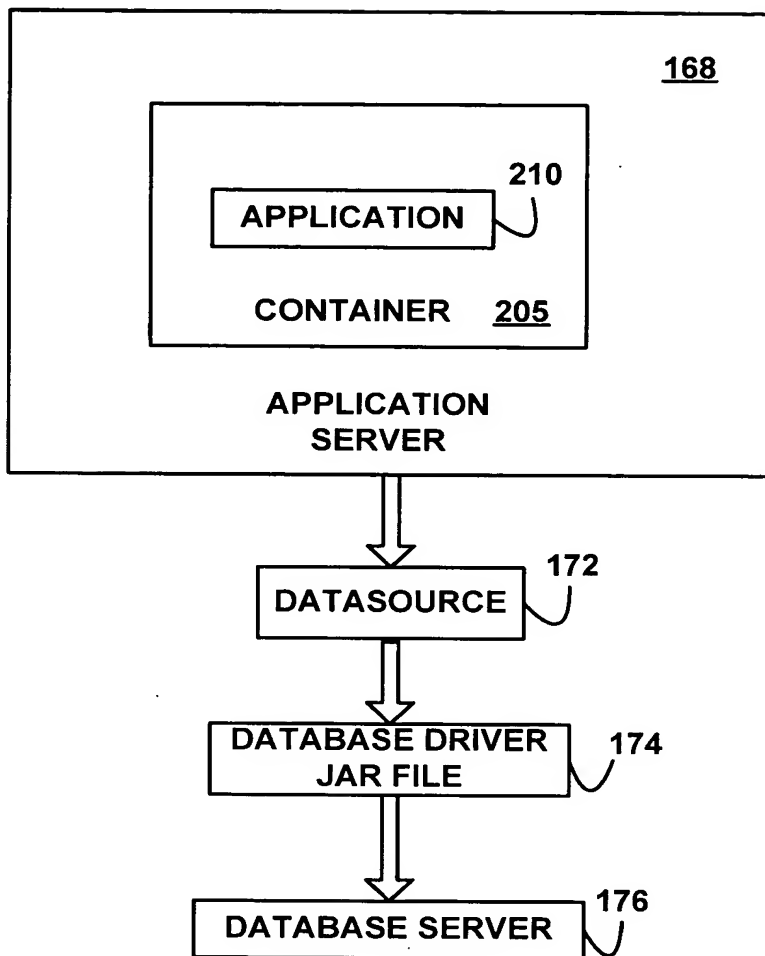 168
210
APPLICATION
CONTAINER 205
APPLICATION
SERVER
172
DATASOURCE
DATABASE DRIVER
JAR FILE
174
176
DATABASE SERVER